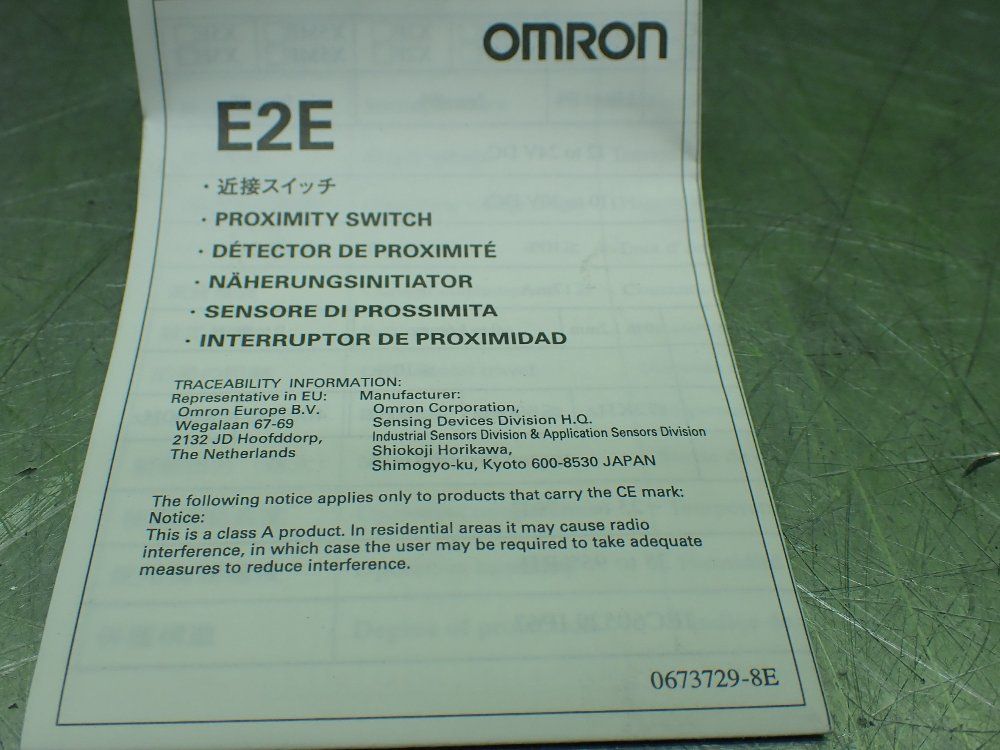 OMRON
E2E
・近接スイッチ
・PROXIMITY SWITCH
・DÉTECTOR DE PROXIMITÉ
・NÄHERUNGSINITIATOR
・SENSORE DI PROSSIMITA
・INTERRUPTOR DE PROXIMIDAD
TRACEABILITY INFORMATION:
Representative in EU: Manufacturer:
Omron Europe B.V. Omron Corporation,
Wegalaan 67-69 Sensing Devices Division H.Q.
2132 JD Hoofddorp, Industrial Sensors Division & Application Sensors Division
The Netherlands Shiokoji Horikawa,
Shimogyo-ku, Kyoto 600-8530 JAPAN
The following notice applies only to products that carry the CE mark:
Notice:
This is a class A product. In residential areas it may cause radio
interference, in which case the user may be required to take adequate
measures to reduce interference.
0673729-8E